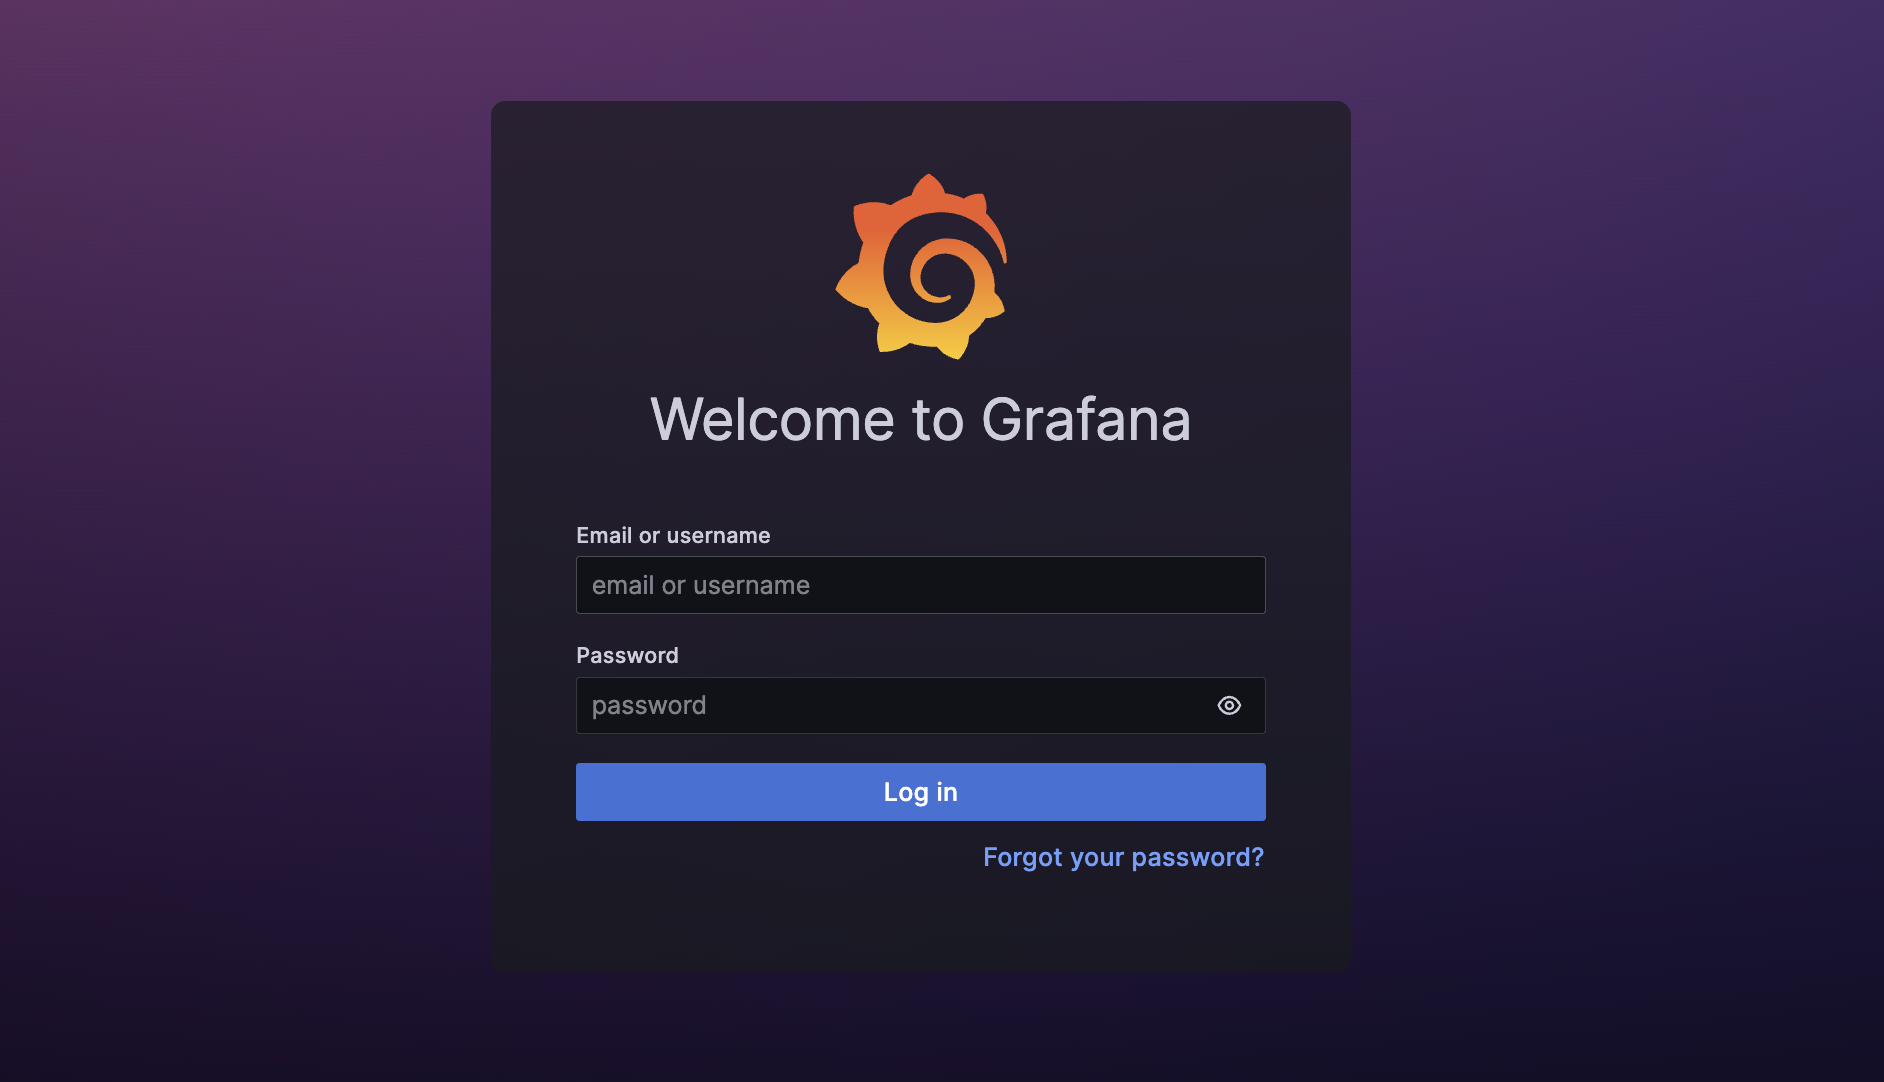 Welcome to Grafana
Email or username
email or username
Password
password
Log in
Forgot your password?